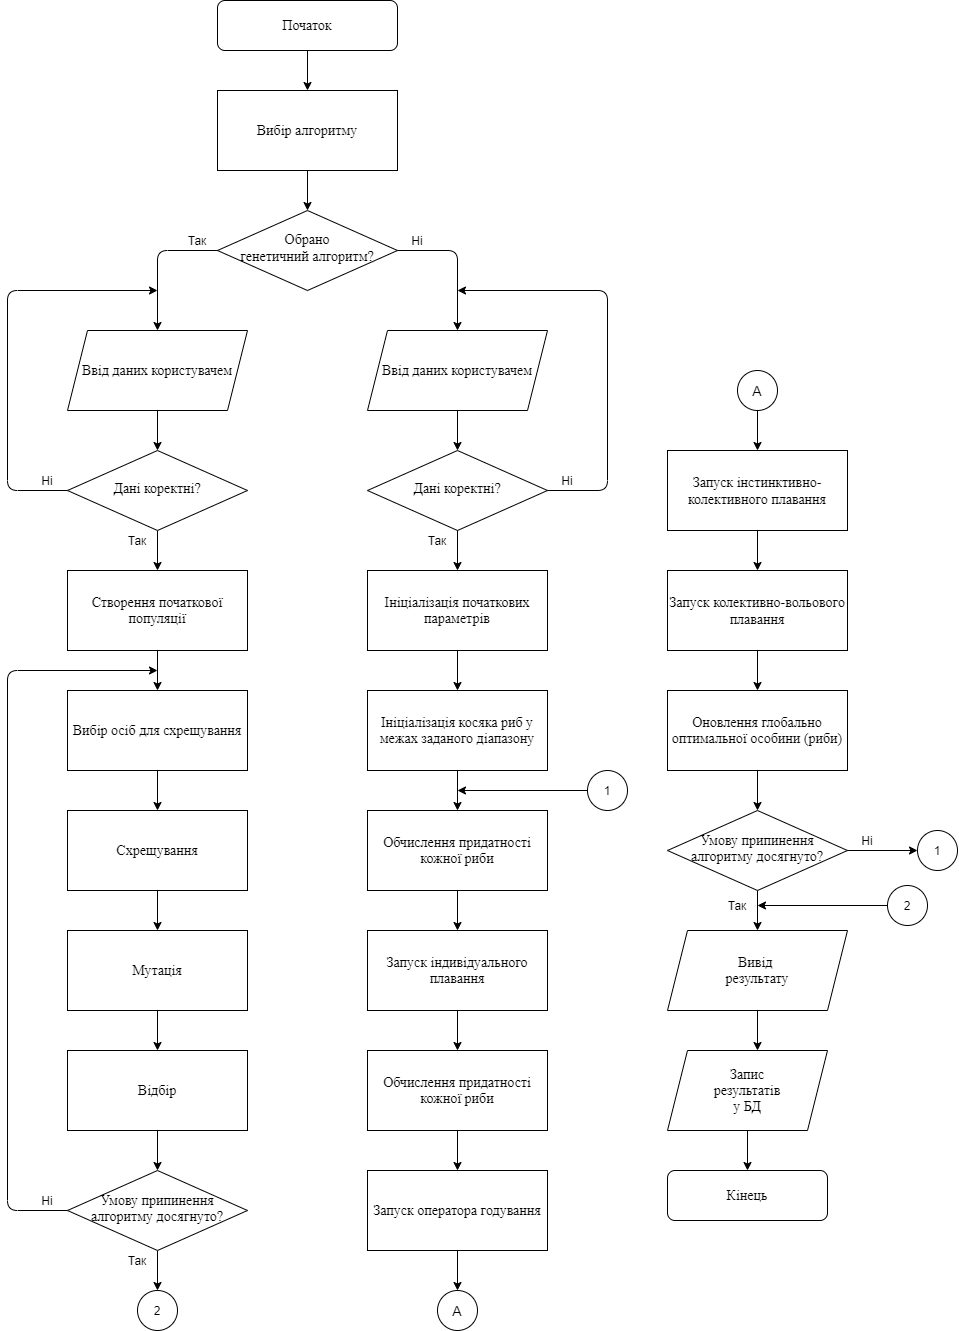 Початок
Вибір алгоритму
Обрано
генетичний алгоритм?
Так
Ні
Ввід даних користувачем
Дані коректні?
Ні
Так
Створення початкової
популяції
Вибір осіб для схрещування
Схрещування
Мутація
Відбір
Умову припинення
алгоритму досягнуто?
Ні
Так
2
Ввід даних користувачем
Дані коректні?
Ні
Так
Ініціалізація початкових
параметрів
Ініціалізація косяка риб у
межах заданого діапазону
1
Обчислення придатності
кожної риби
Запуск індивідуального
плавання
Обчислення придатності
кожної риби
Запуск оператора годування
А
А
Запуск інстинктивно-
колективного плавання
Запуск колективно-вольового
плавання
Оновлення глобально
оптимальної особини (риби)
Умову припинення
алгоритму досягнуто?
Ні
1
Так
2
Вивід
результату
Запис
результатів
у БД
Кінець